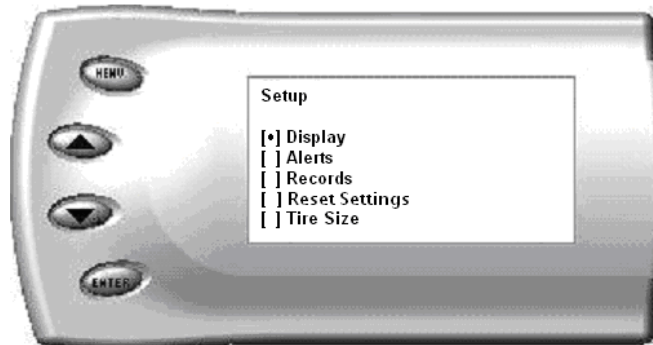 MENU
Setup
[•] Display
[ ] Alerts
[ ] Records
[ ] Reset Settings
[ ] Tire Size
ENTER